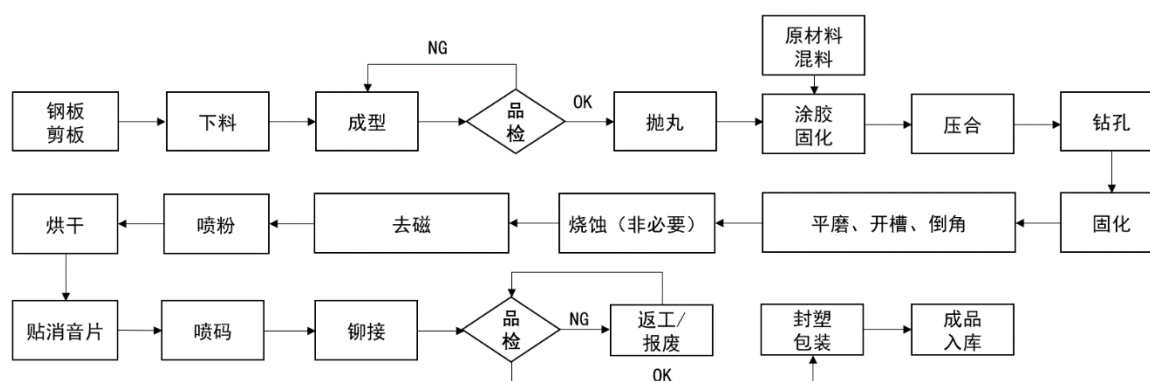 NG
原材料
混料
钢板
剪板
下料
成型
品
检
OK
抛丸
涂胶
固化
压合
钻孔
烘干
喷粉
去磁
烧蚀（非必要）
平磨、开槽、倒角
固化
贴消音片
喷码
铆接
品
检
NG
返工/
报废
封塑
包装
成品
入库
OK